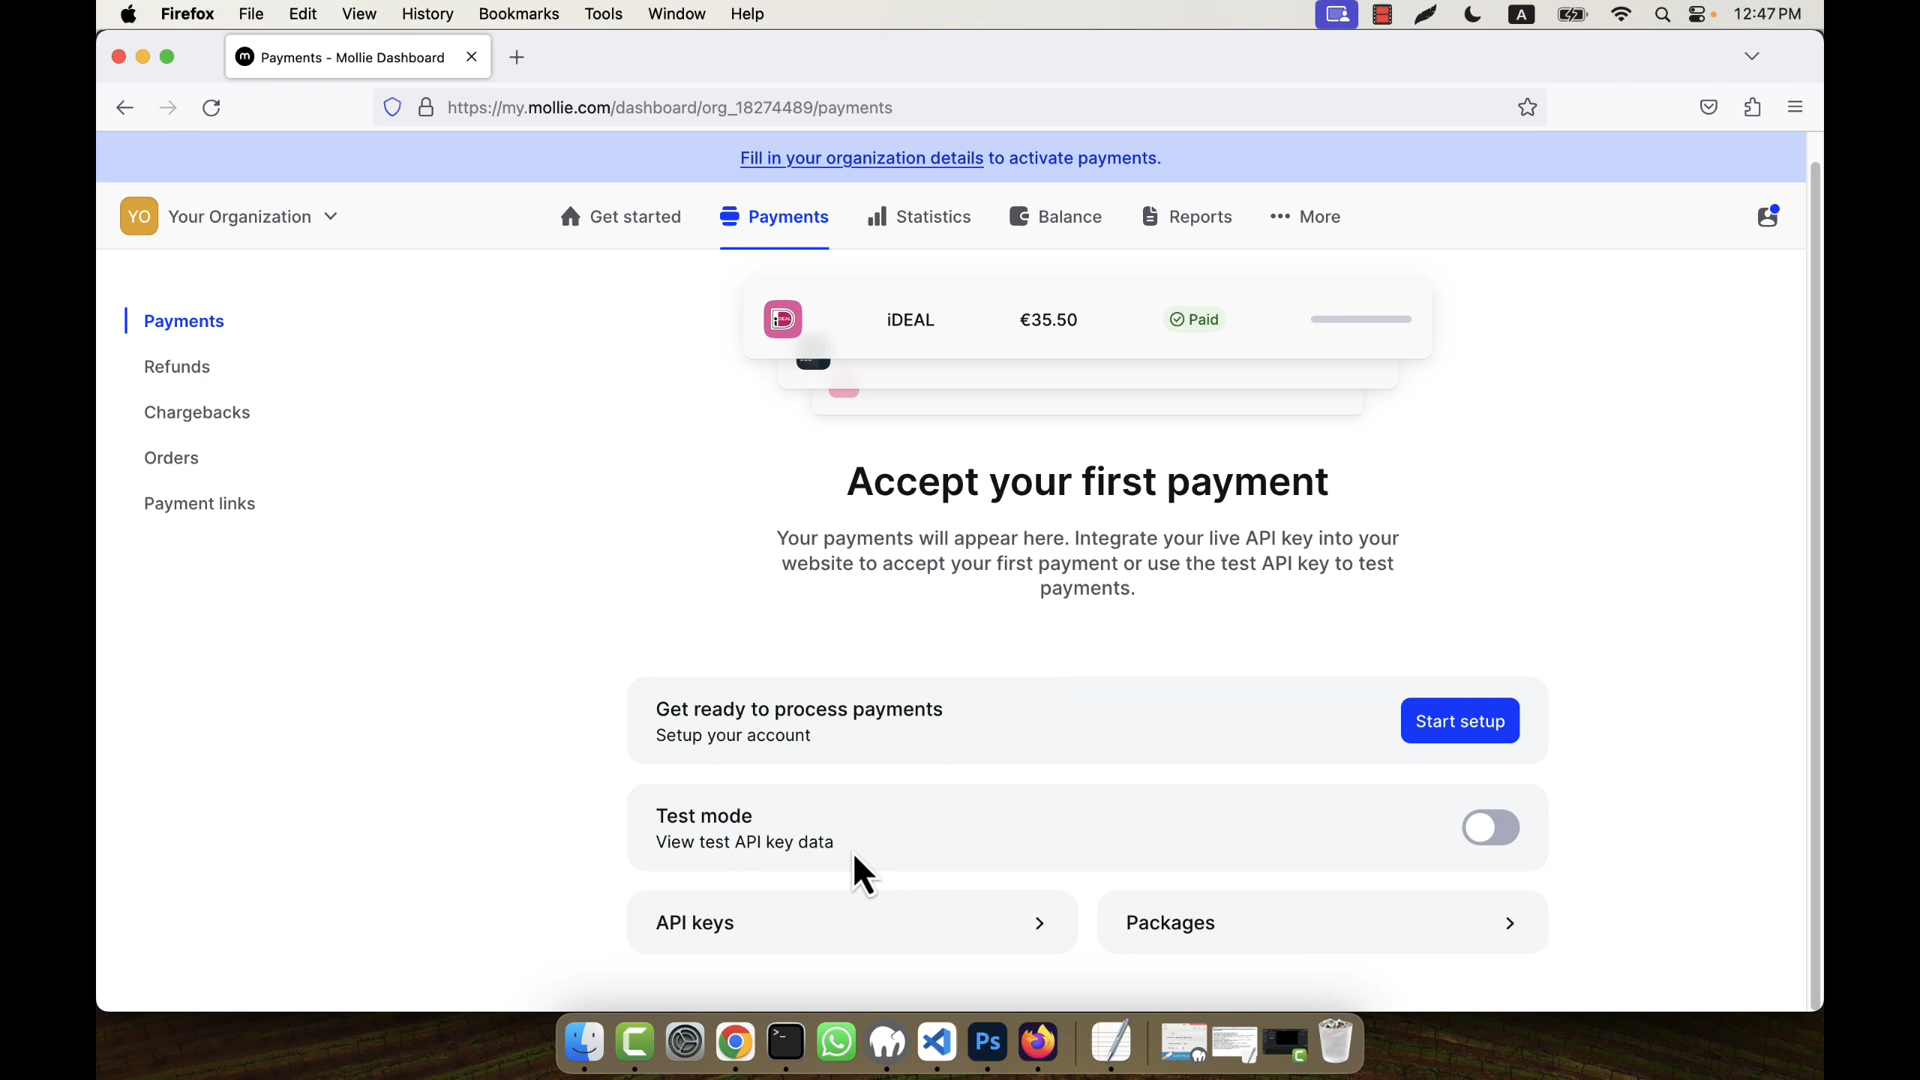 Firefox File Edit View History Bookmarks Tools Window Help A 12:47 PM
m Payments - Mollie Dashboard
https://my.mollie.com/dashboard/org_18274489/payments
Fill in your organization details to activate payments.
YO Your Organization Get started Payments Statistics Balance Reports More
Payments
Refunds
Chargebacks
Orders
Payment links
iDEAL iDEAL €35.50 Paid
Accept your first payment
Your payments will appear here. Integrate your live API key into your
website to accept your first payment or use the test API key to test
payments.
Get ready to process payments
Setup your account
Start setup
Test mode
View test API key data
API keys
Packages
Ps